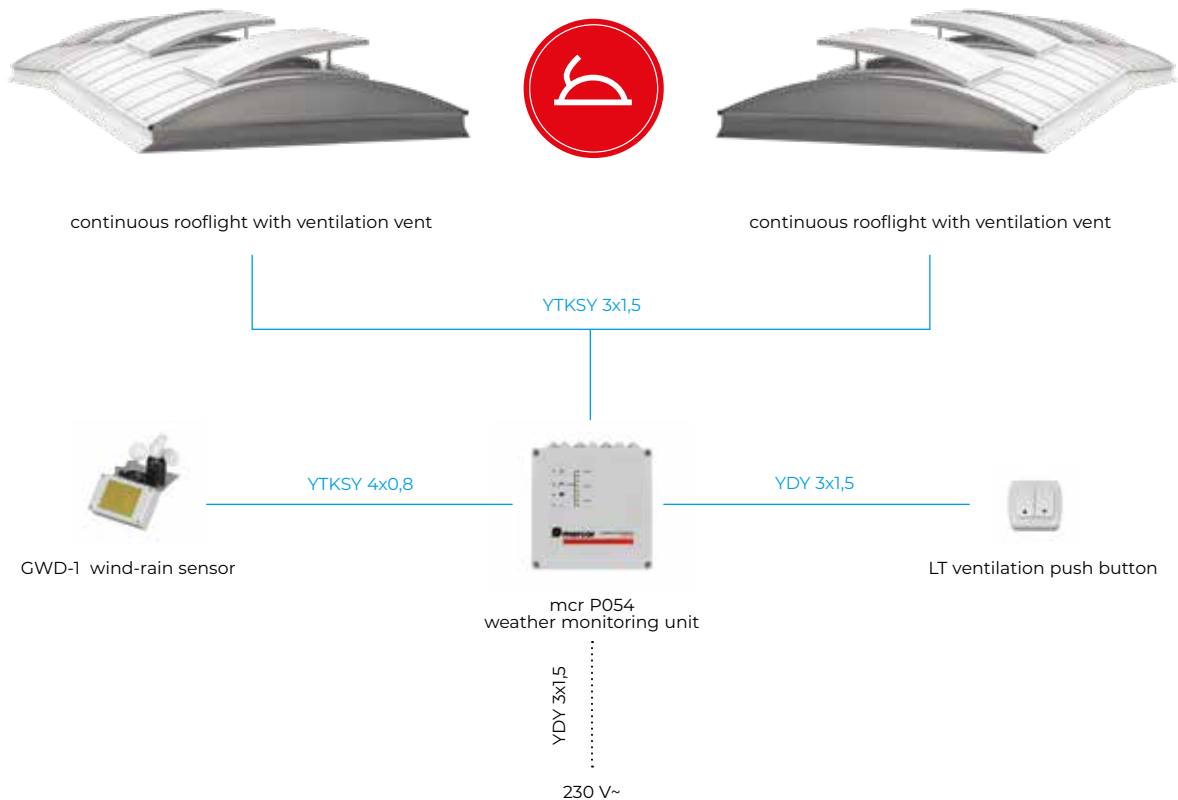 continuous rooflight with ventilation vent
continuous rooflight with ventilation vent
YTKSY 3x1,5
YTKSY 4x0,8
YDY 3x1,5
mercor
GWD-1 wind-rain sensor
LT ventilation push button
mcr P054
weather monitoring unit
YDY 3x1,5
230 V~